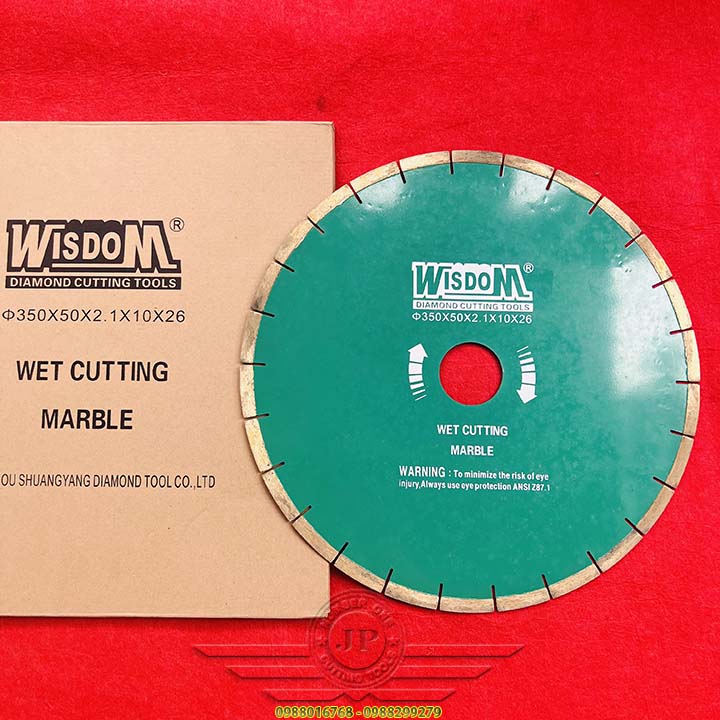 WISDOM®
DIAMOND CUTTING TOOLS
Φ350X50X2.1X10X26
WET CUTTING
MARBLE
OU SHUANGYANG DIAMOND TOOL CO.,LTD
WISDOM®
DIAMOND CUTTING TOOLS
Φ350X50X2.1X10X26
WET CUTTING
MARBLE
WARNING : To minimize the risk of eye
injury,Always use eye protection ANSI Z87.1
JP
CUTTING TOOLS
0988016768 - 0988299279